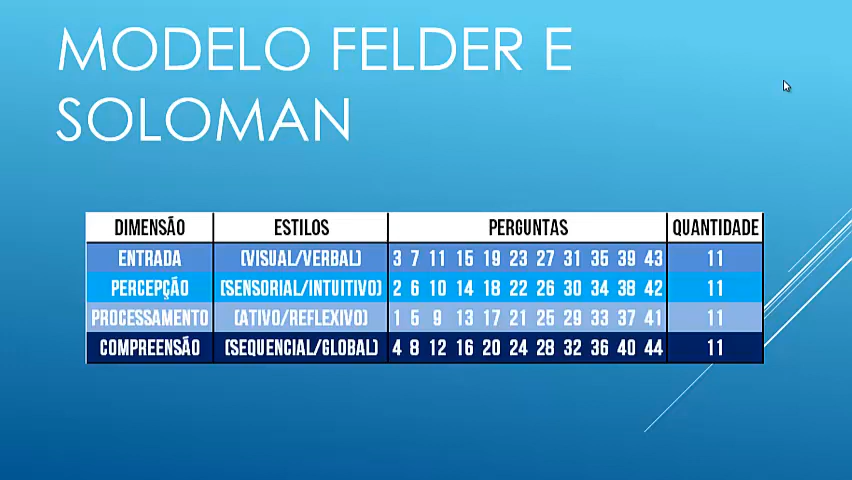 MODELO FELDER E
SOLOMAN
DIMENSÃO ESTILOS PERGUNTAS QUANTIDADE
ENTRADA (VISUAL/VERBAL) 3 7 11 15 19 23 27 31 35 39 43 11
PERCEPÇÃO (SENSORIAL/INTUITIVO) 2 6 10 14 18 22 26 30 34 38 42 11
PROCESSAMENTO (ATIVO/REFLEXIVO) 1 5 9 13 17 21 25 29 33 37 41 11
COMPREENSÃO (SEQUENCIAL/GLOBAL) 4 8 12 16 20 24 28 32 36 40 44 11